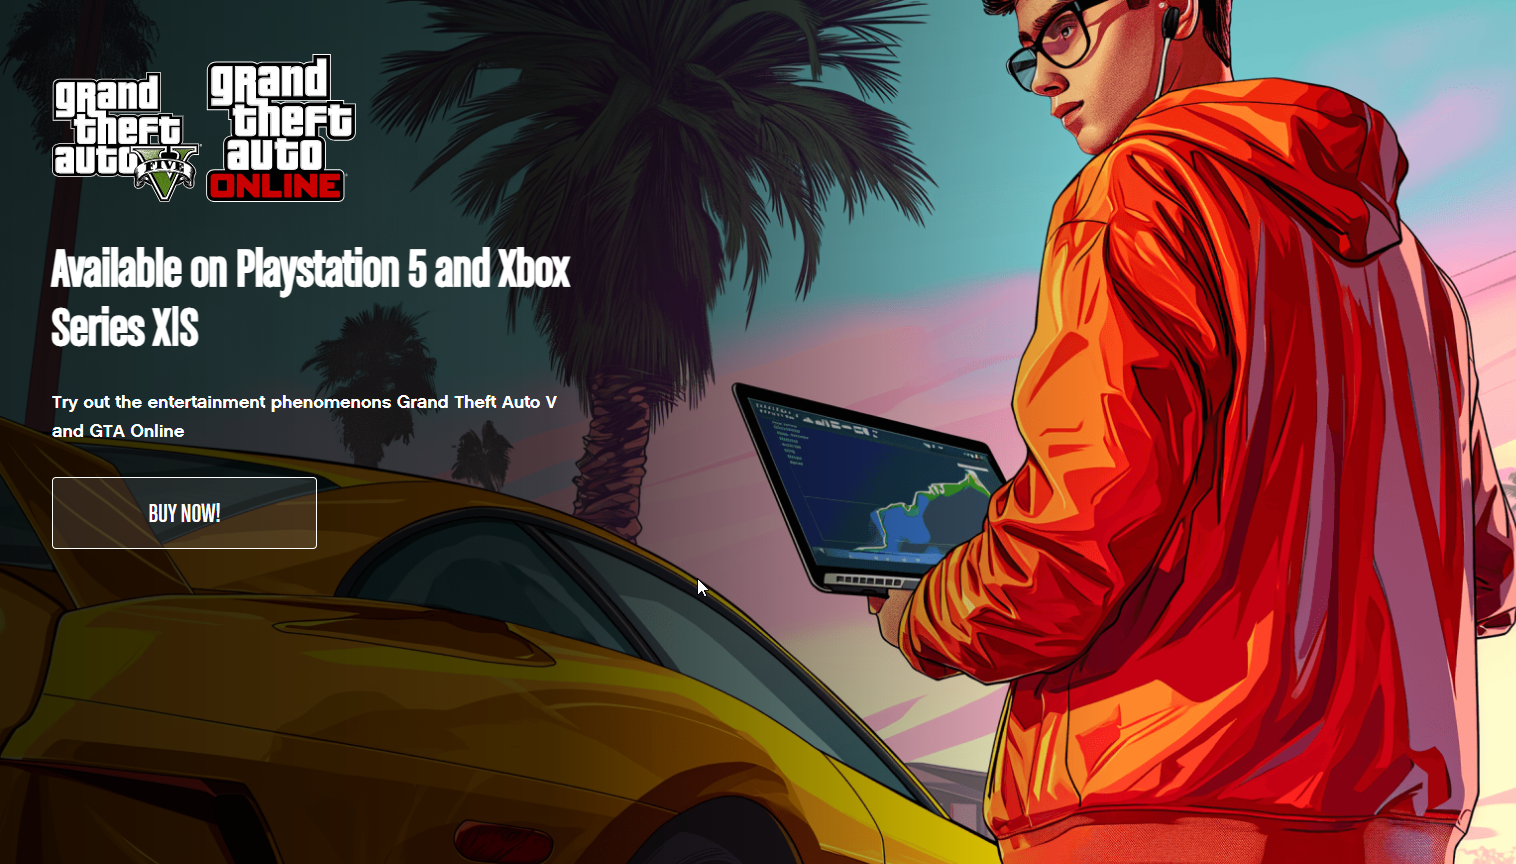 grand
theft
auto
FIVE
V
grand
theft
auto
ONLINE
Available on Playstation 5 and Xbox
Series X|S
Try out the entertainment phenomenons Grand Theft Auto V
and GTA Online
BUY NOW!